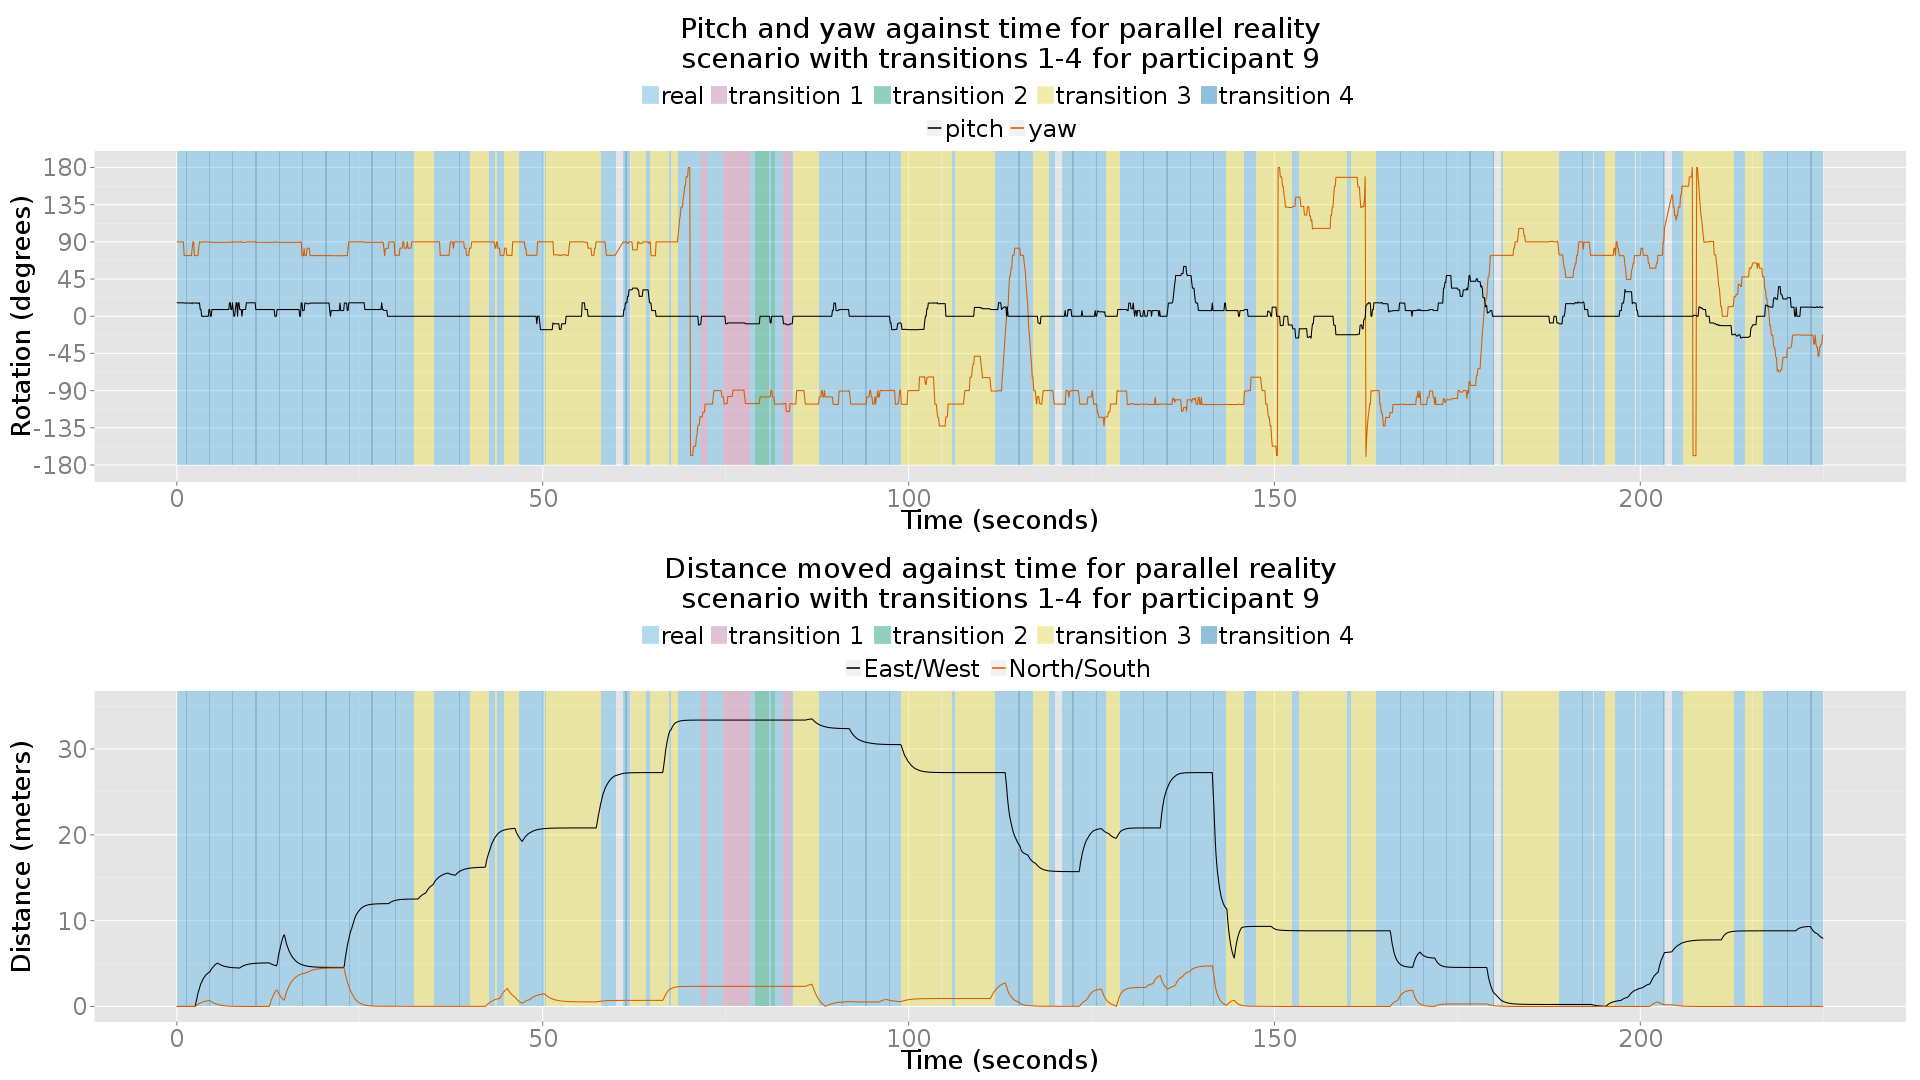 Pitch and yaw against time for parallel reality
scenario with transitions 1-4 for participant 9
real transition 1 transition 2 transition 3 transition 4
pitch yaw
Rotation (degrees)
180
135
90
45
0
-45
-90
-135
-180
0 50 100 150 200
Time (seconds)
Distance moved against time for parallel reality
scenario with transitions 1-4 for participant 9
real transition 1 transition 2 transition 3 transition 4
East/West North/South
Distance (meters)
30
20
10
0
0 50 100 150 200
Time (seconds)